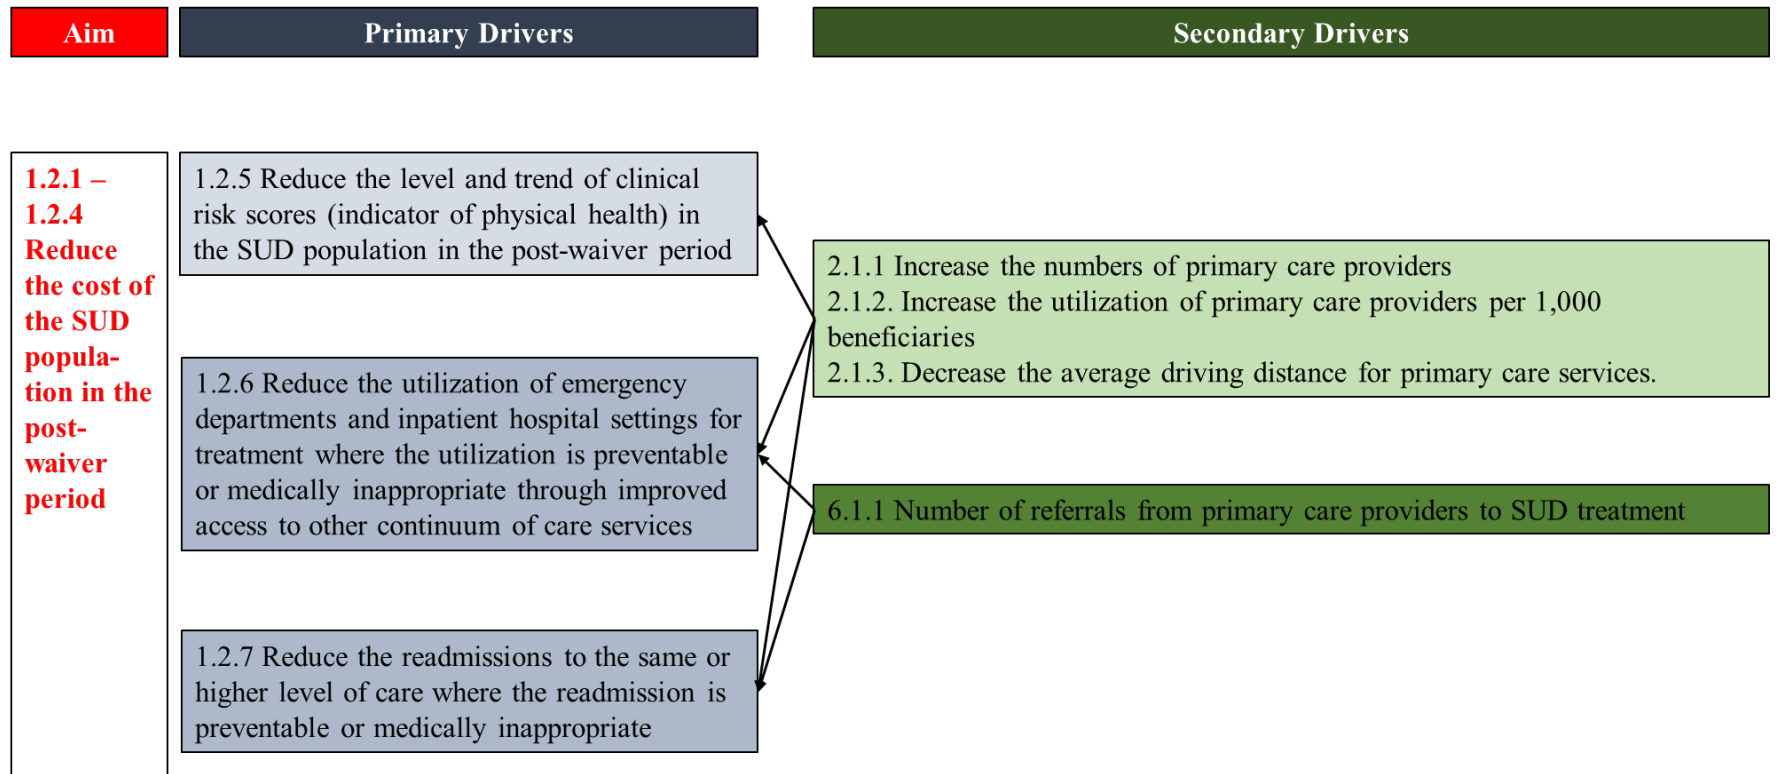 Aim
Primary Drivers
Secondary Drivers
1.2.1 –
1.2.4
Reduce
the cost of
the SUD
popula-
tion in the
post-
waiver
period
1.2.5 Reduce the level and trend of clinical
risk scores (indicator of physical health) in
the SUD population in the post-waiver period
1.2.6 Reduce the utilization of emergency
departments and inpatient hospital settings for
treatment where the utilization is preventable
or medically inappropriate through improved
access to other continuum of care services
1.2.7 Reduce the readmissions to the same or
higher level of care where the readmission is
preventable or medically inappropriate
2.1.1 Increase the numbers of primary care providers
2.1.2. Increase the utilization of primary care providers per 1,000
beneficiaries
2.1.3. Decrease the average driving distance for primary care services.
6.1.1 Number of referrals from primary care providers to SUD treatment